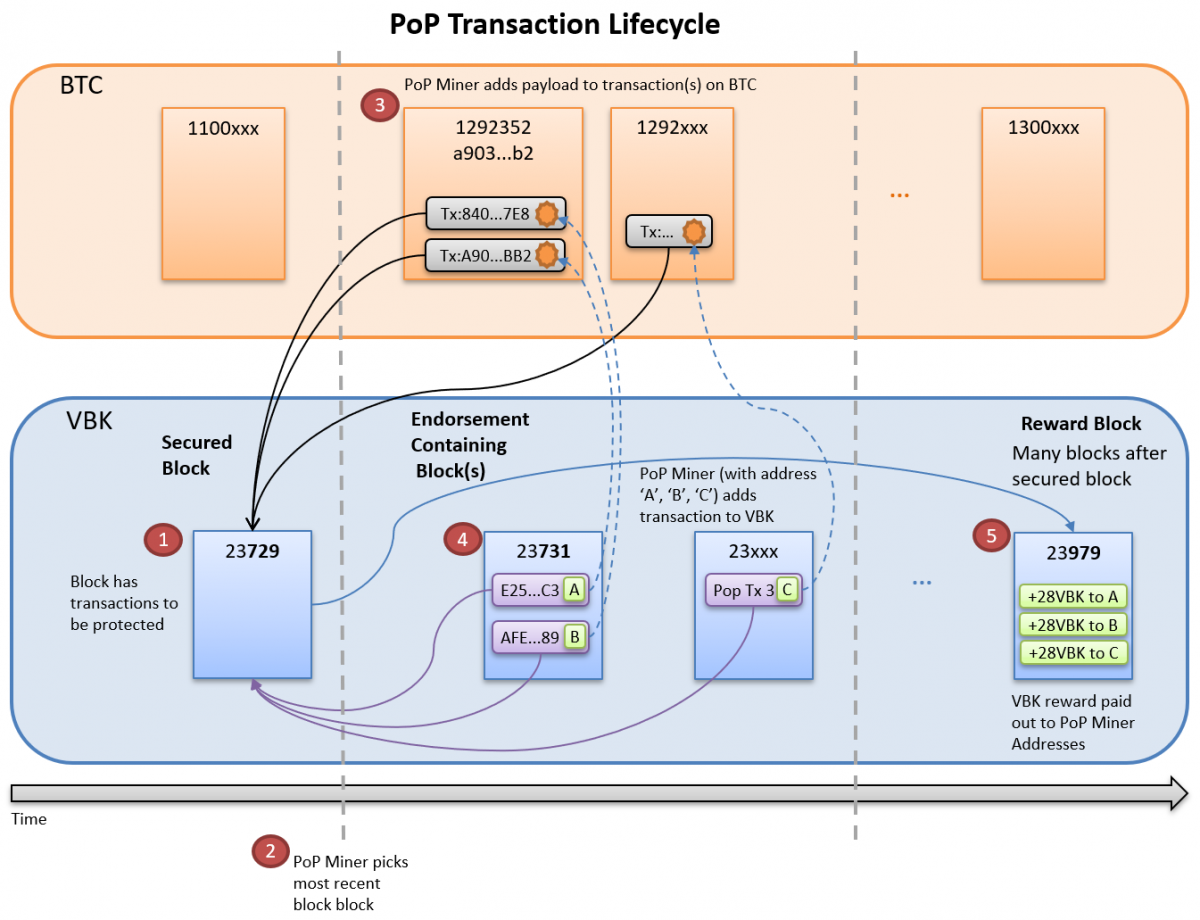 PoP Transaction Lifecycle
BTC
PoP Miner adds payload to transaction(s) on BTC
3
1100xxx
1292352
a903...b2
1292xxx
1300xxx
Tx:840...7E8
Tx:A90...BB2
Tx:...
...
VBK
Secured
Block
Endorsement
Containing
Block(s)
PoP Miner (with address
‘A’, ‘B’, ‘C’) adds
transaction to VBK
Reward Block
Many blocks after
secured block
1
23729
Block has
transactions to
be protected
4
23731
E25...C3 A
AFE...89 B
23xxx
Pop Tx 3 C
...
5
23979
+28VBK to A
+28VBK to B
+28VBK to C
VBK reward paid
out to PoP Miner
Addresses
Time
2
PoP Miner picks
most recent
block block